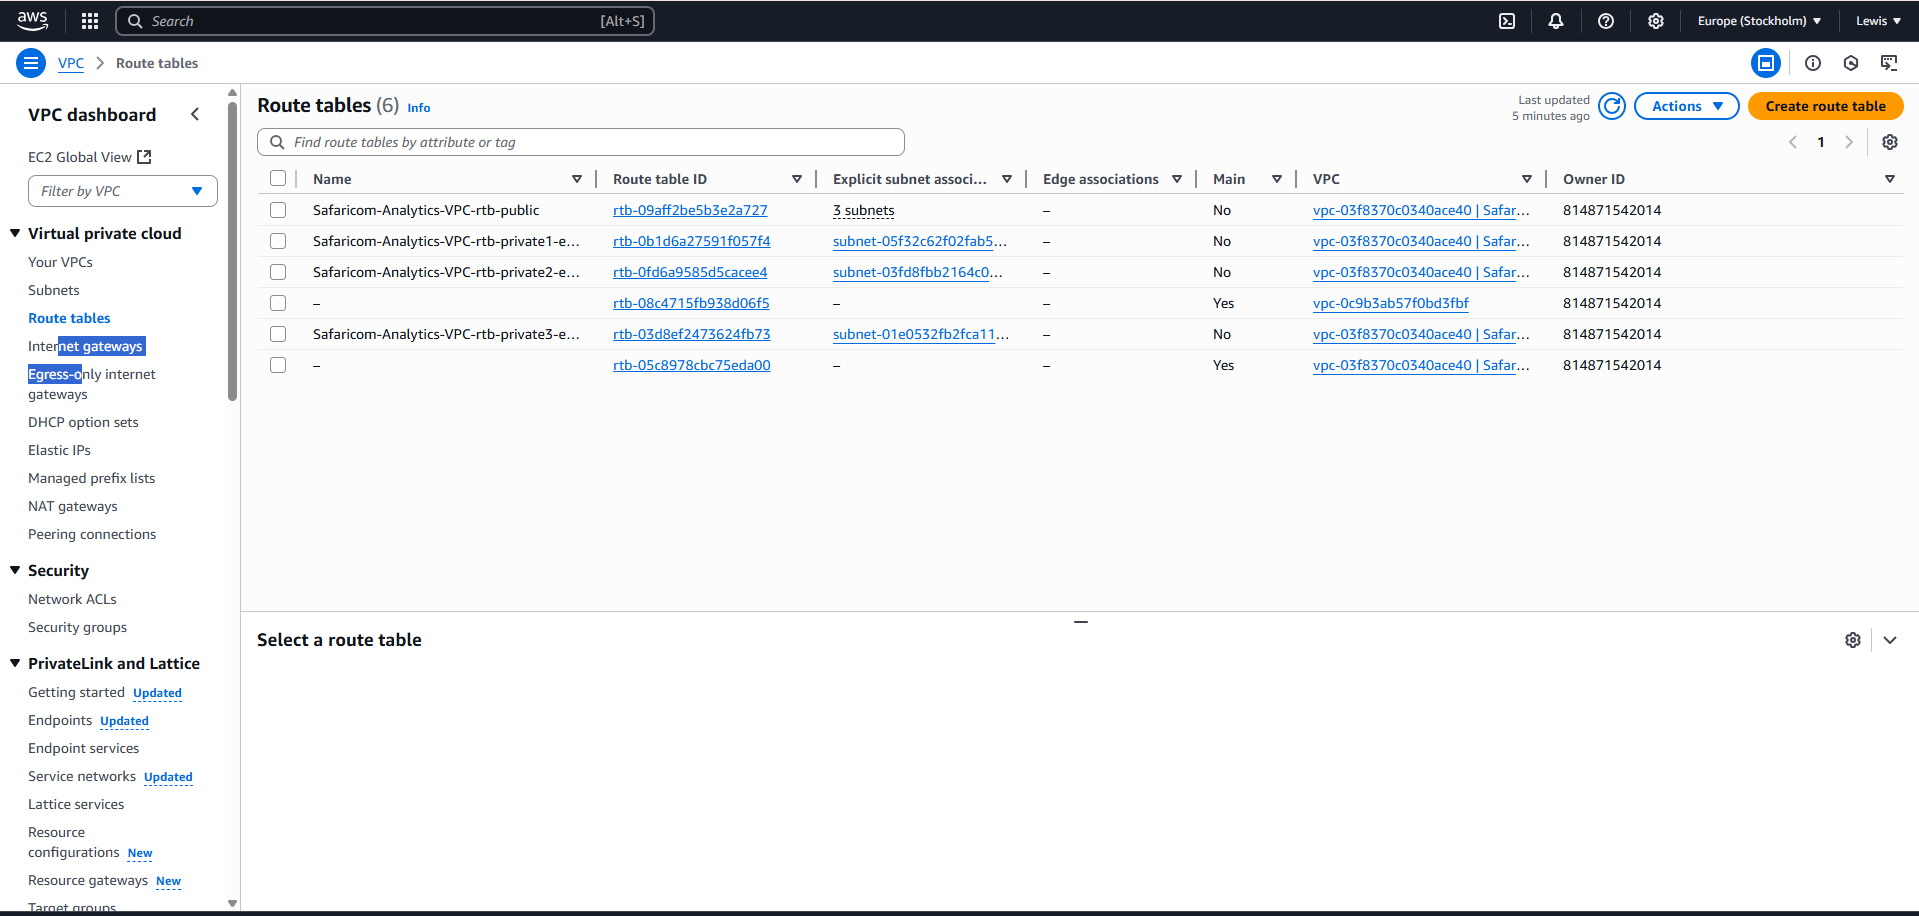 aws
Search [Alt+S]
Europe (Stockholm)
Lewis
VPC > Route tables
VPC dashboard
EC2 Global View
Filter by VPC
Virtual private cloud
Your VPCs
Subnets
Route tables
Internet gateways
Egress-only internet
gateways
DHCP option sets
Elastic IPs
Managed prefix lists
NAT gateways
Peering connections
Security
Network ACLs
Security groups
PrivateLink and Lattice
Getting started Updated
Endpoints Updated
Endpoint services
Service networks Updated
Lattice services
Resource
configurations New
Resource gateways New
Target groups
Route tables (6) Info
Last updated
5 minutes ago
Actions
Create route table
Find route tables by attribute or tag
1
Name Route table ID Explicit subnet associ... Edge associations Main VPC Owner ID
Safaricom-Analytics-VPC-rtb-public rtb-09aff2be5b3e2a727 3 subnets – No vpc-03f8370c0340ace40 | Safar... 814871542014
Safaricom-Analytics-VPC-rtb-private1-e... rtb-0b1d6a27591f057f4 subnet-05f32c62f02fab5... – No vpc-03f8370c0340ace40 | Safar... 814871542014
Safaricom-Analytics-VPC-rtb-private2-e... rtb-0fd6a9585d5cacee4 subnet-03fd8fbb2164c0... – No vpc-03f8370c0340ace40 | Safar... 814871542014
– rtb-08c4715fb938d06f5 – – Yes vpc-0c9b3ab57f0bd3fbf 814871542014
Safaricom-Analytics-VPC-rtb-private3-e... rtb-03d8ef2473624fb73 subnet-01e0532fb2fca11... – No vpc-03f8370c0340ace40 | Safar... 814871542014
– rtb-05c8978cbc75eda00 – – Yes vpc-03f8370c0340ace40 | Safar... 814871542014
Select a route table